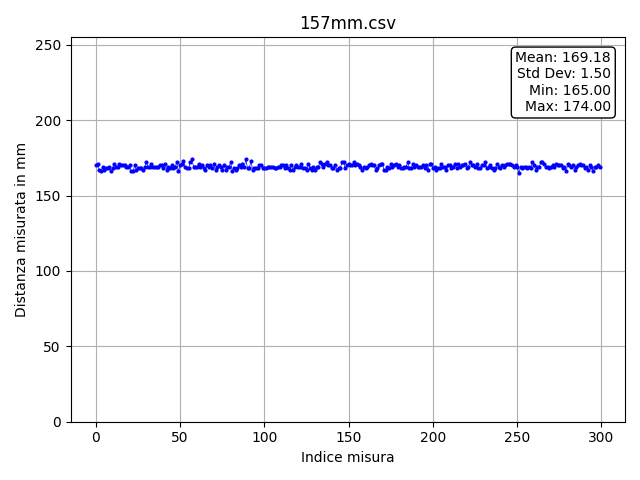 157mm.csv
Mean: 169.18
Std Dev: 1.50
Min: 165.00
Max: 174.00
Distanza misurata in mm
250
200
150
100
50
0
0 50 100 150 200 250 300
Indice misura